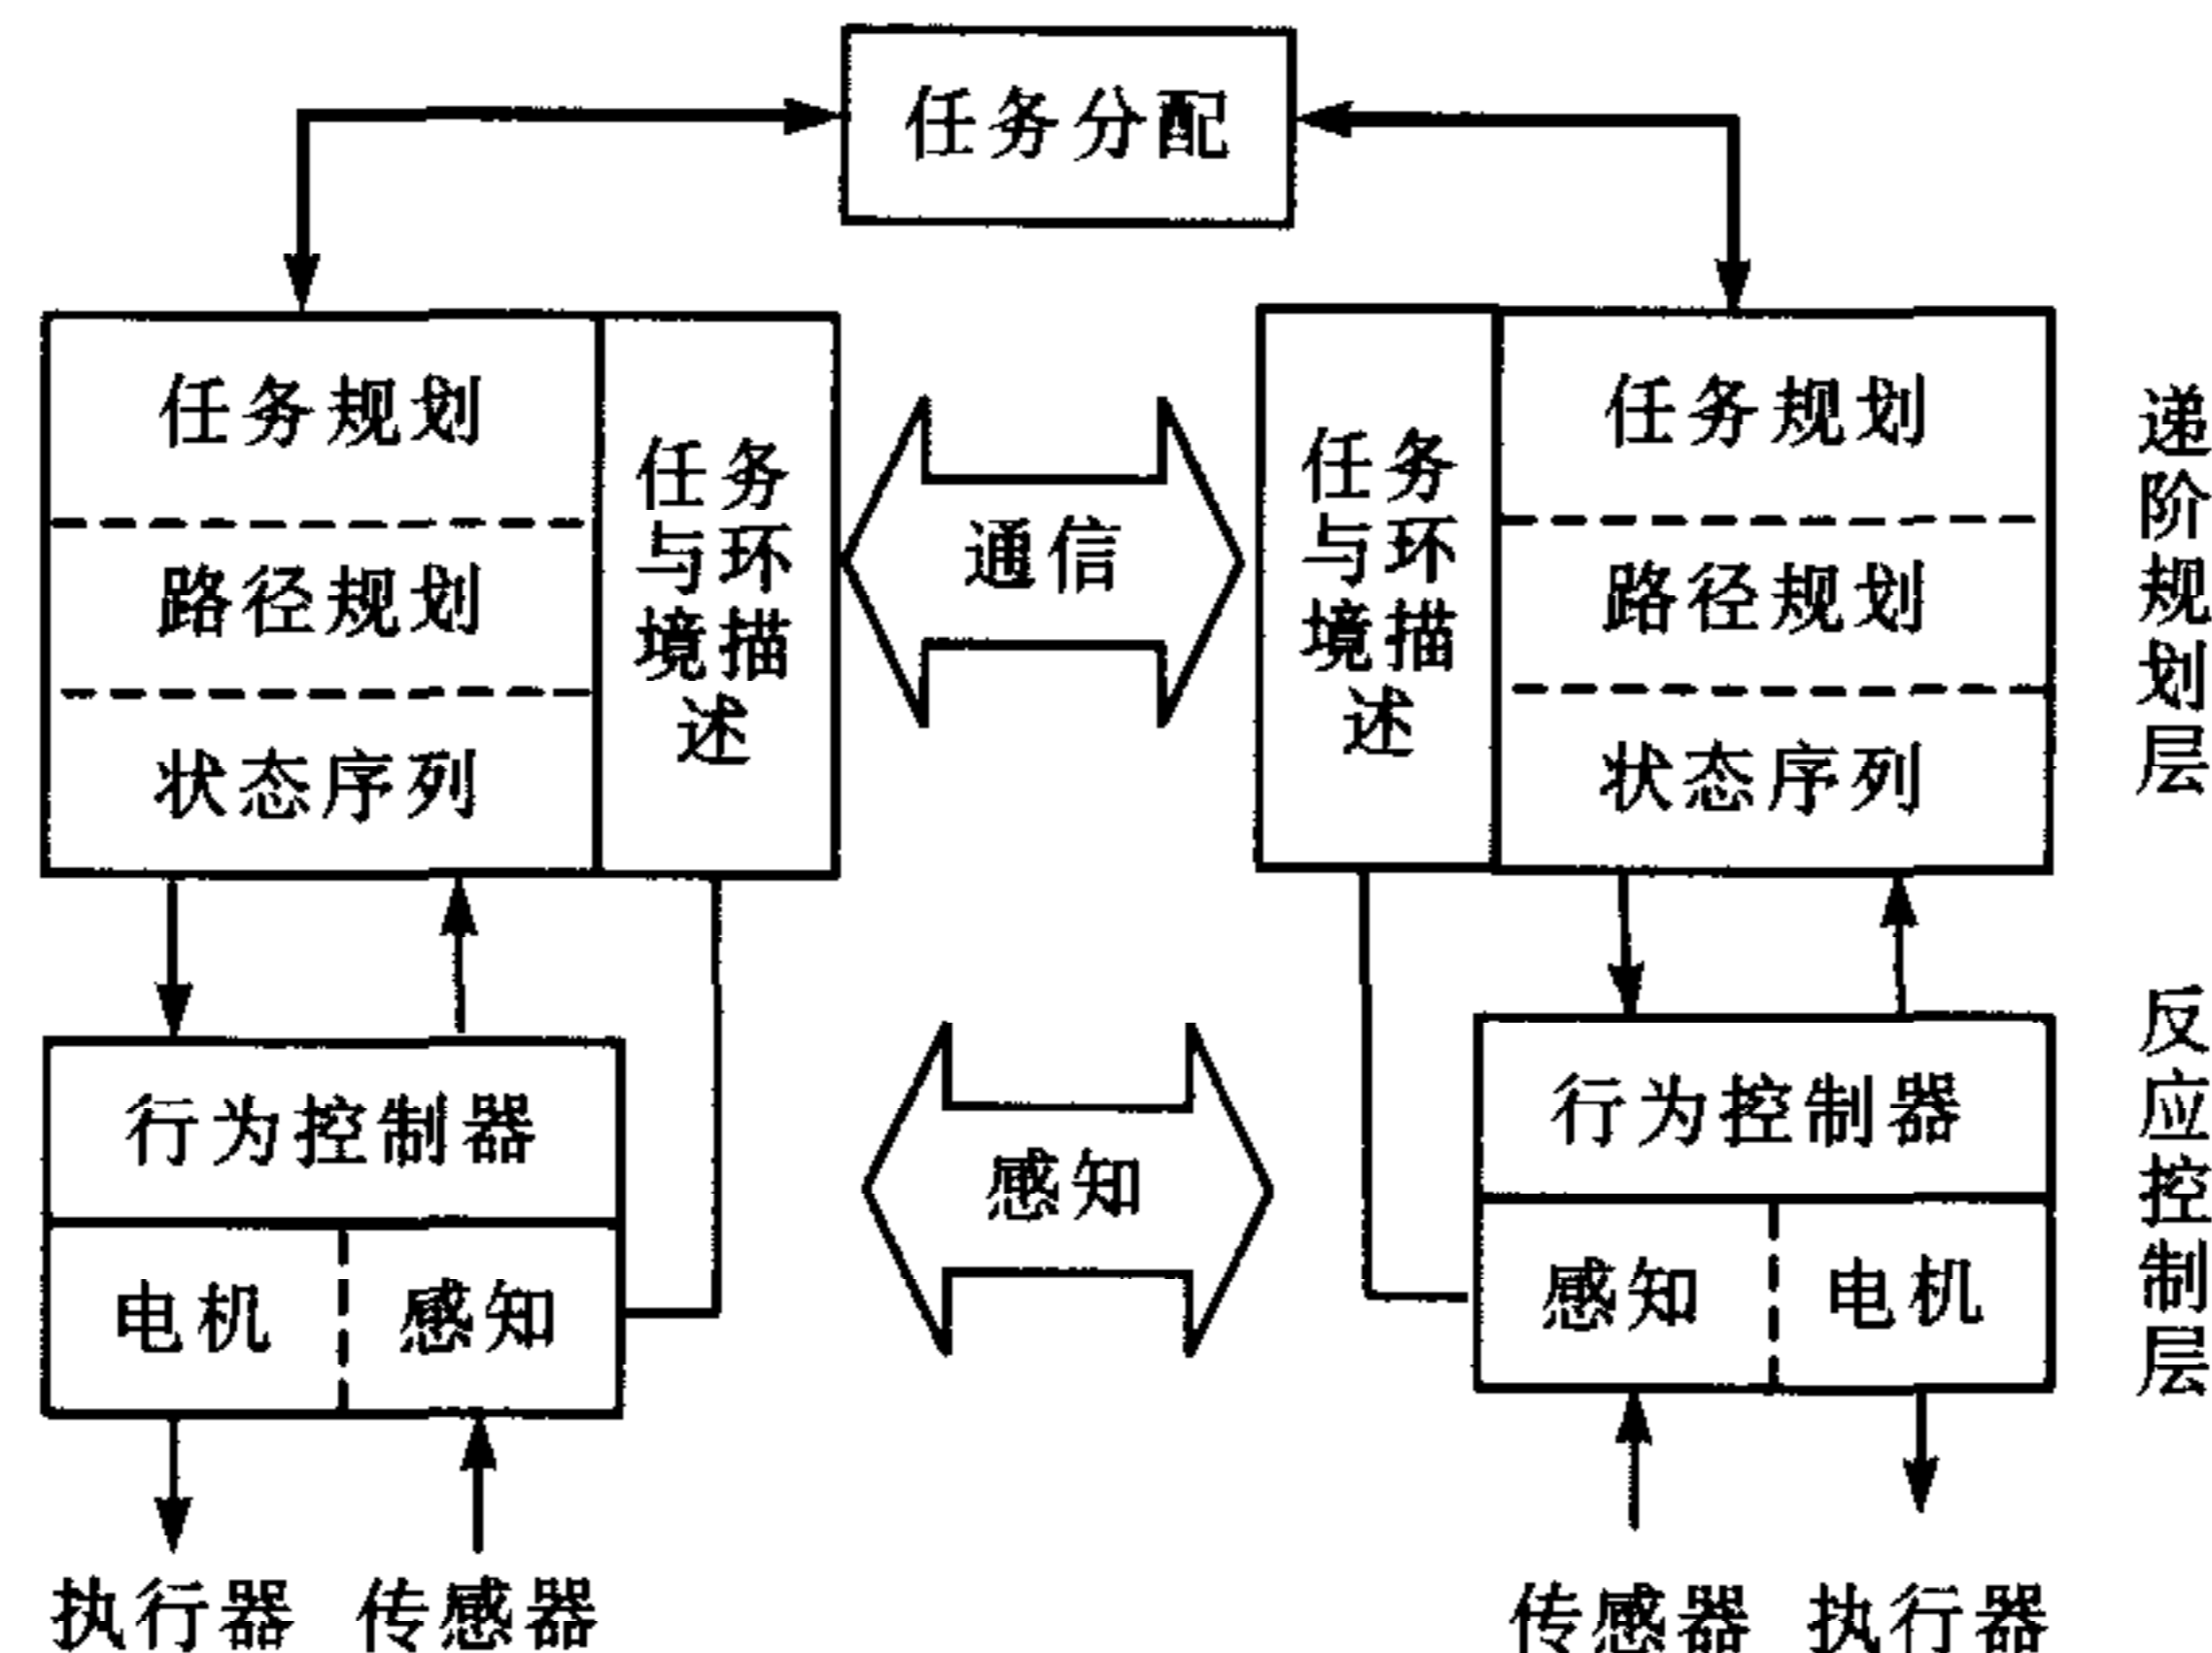 任务分配
任务规划
路径规划
状态序列
任务
与环
境描
述
通信
任务
与环
境描
述
任务规划
路径规划
状态序列
递阶规划层
行为控制器
电机
感知
感知
行为控制器
感知
电机
反应控制层
执行器
传感器
传感器
执行器